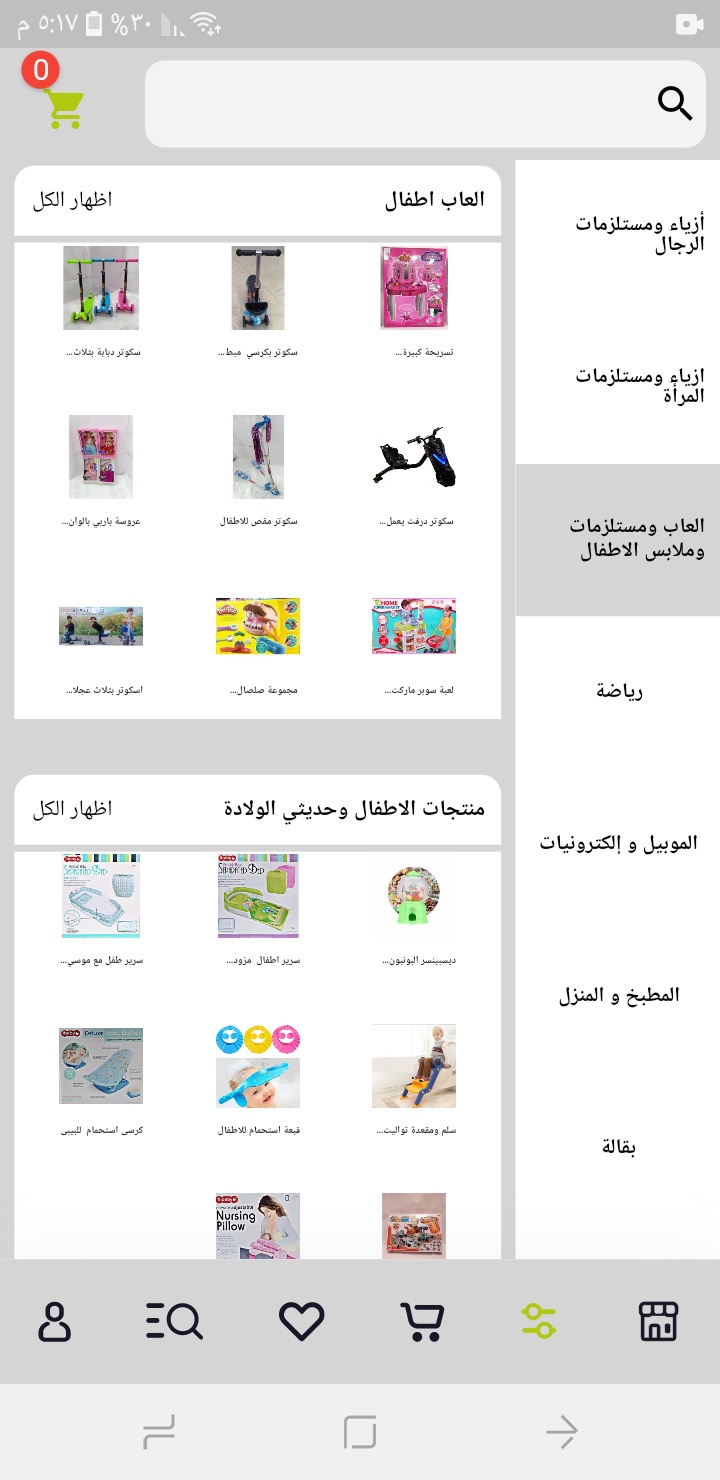 ٥:١٧ م
%٣٠
0
أزياء ومستلزمات
الرجال
ازياء ومستلزمات
المرأة
العاب ومستلزمات
وملابس الاطفال
رياضة
الموبيل و إلكترونيات
المطبخ و المنزل
بقالة
العاب اطفال
اظهار الكل
تسريحة كبيرة...
سكوتر بكرسي مبط...
سكوتر دبابة بثلاث...
سكوتر درفت يعمل...
سكوتر مقص للاطفال
عروسة باربي بالوان...
HOME
SUPERMARKET
لعبة سوبر ماركت...
مجموعة صلصال...
اسكوتر بثلاث عجلا...
منتجات الاطفال وحديثي الولادة
اظهار الكل
ديسبينسر البونبون...
سرير اطفال مزود...
سرير طفل مع موسي...
سلم ومقعدة تواليت...
قبعة استحمام للاطفال
Deluxe
كرسى استحمام للبيبى
Nursing
Pillow